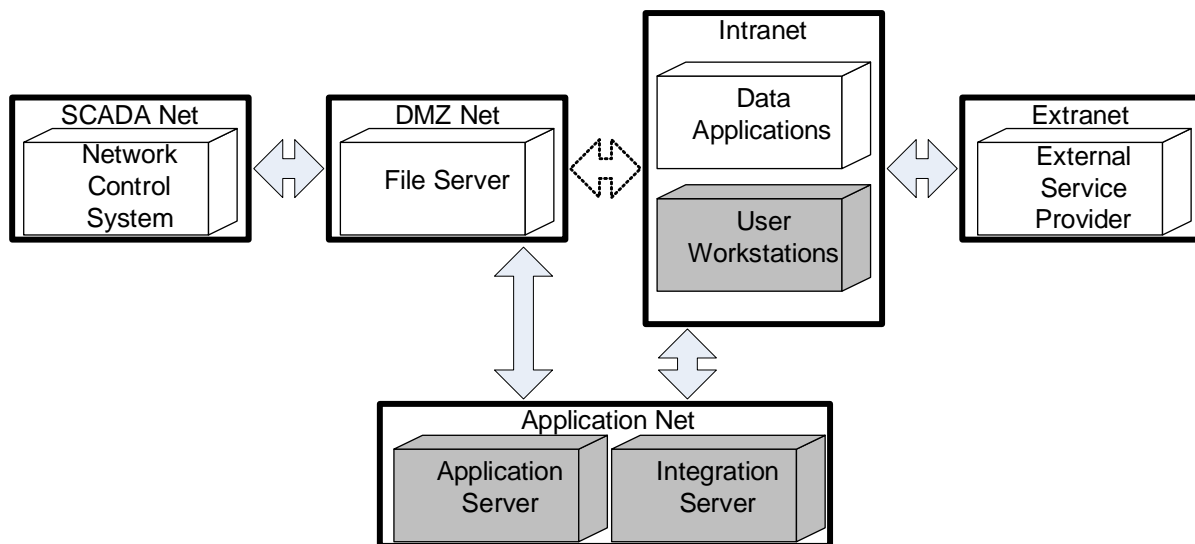 Intranet
Data
Applications
User
Workstations
SCADA Net
Network
Control
System
DMZ Net
File Server
Extranet
External
Service
Provider
Application Net
Application
Server
Integration
Server